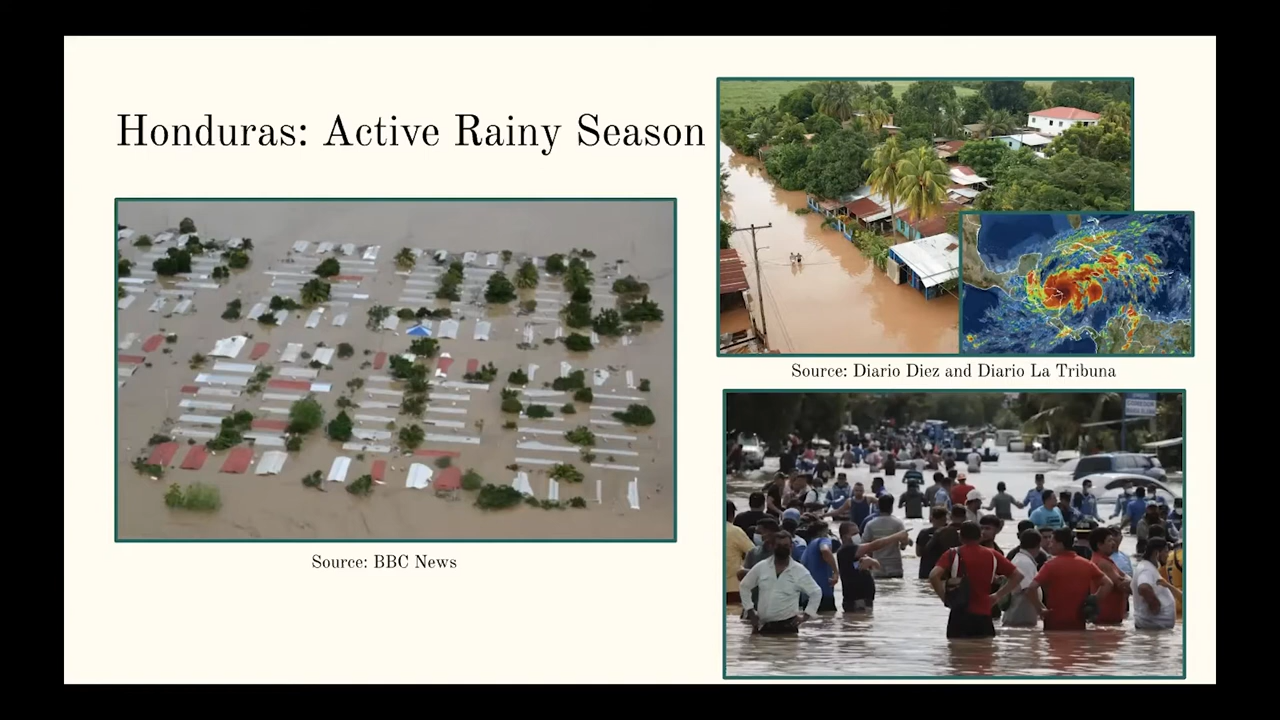 Honduras: Active Rainy Season
Source: Diario Diez and Diario La Tribuna
Source: BBC News